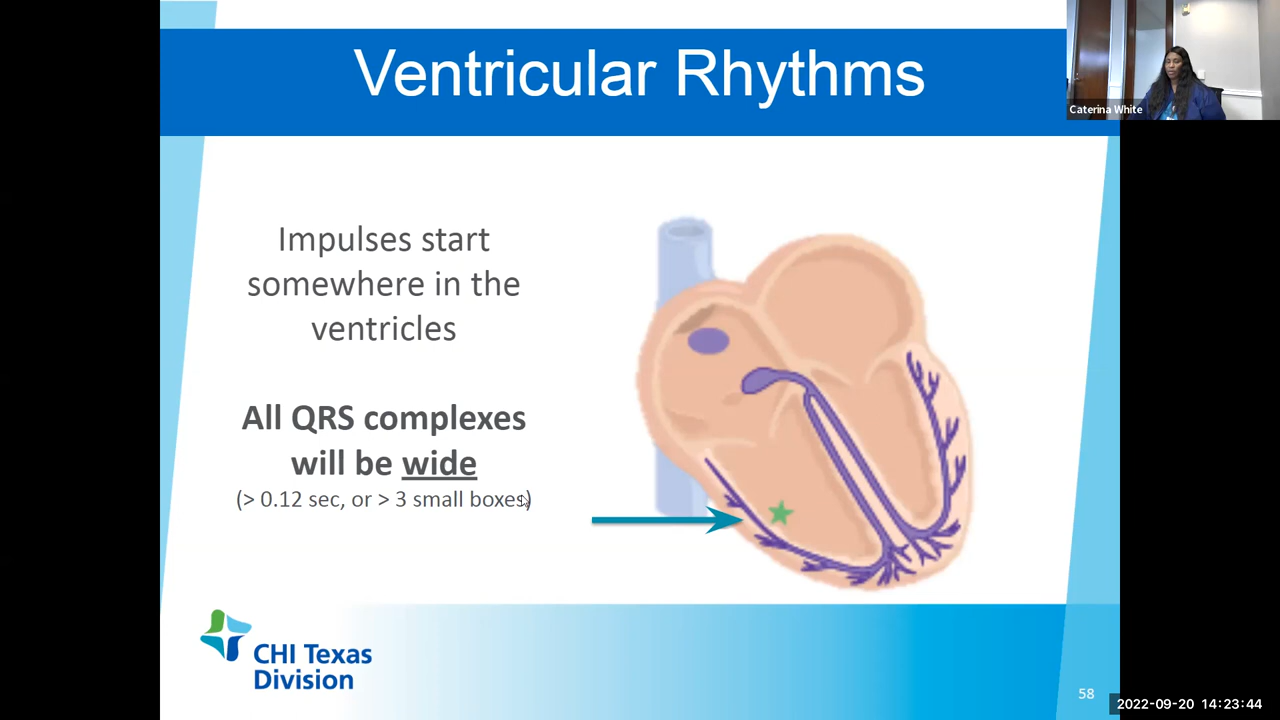 Ventricular Rhythms
Caterina White
Impulses start
somewhere in the
ventricles
All QRS complexes
will be wide
(> 0.12 sec, or > 3 small boxes)
CHI Texas
Division
58
2022-09-20 14:23:44